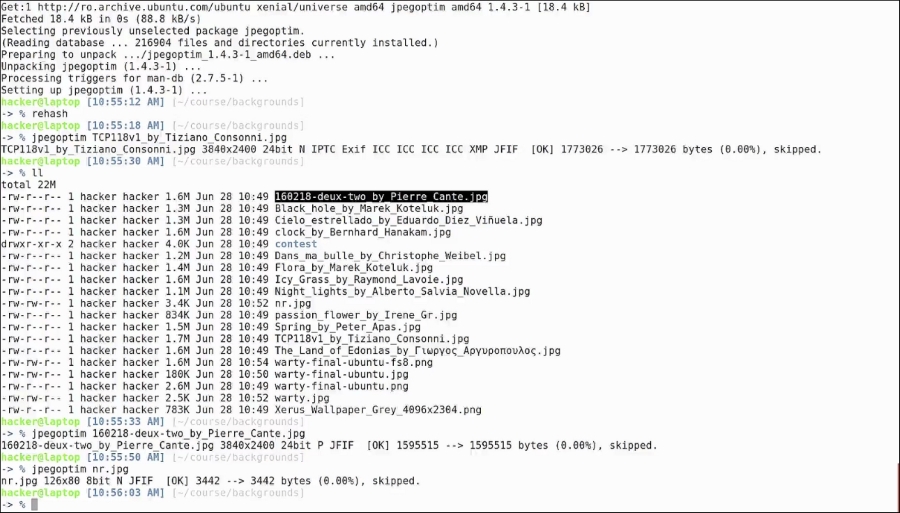 Get:1 http://ro.archive.ubuntu.com/ubuntu xenial/universe amd64 jpegoptim amd64 1.4.3-1 [18.4 kB]
Fetched 18.4 kB in 0s (88.8 kB/s)
Selecting previously unselected package jpegoptim.
(Reading database ... 216904 files and directories currently installed.)
Preparing to unpack .../jpegoptim_1.4.3-1_amd64.deb ...
Unpacking jpegoptim (1.4.3-1) ...
Processing triggers for man-db (2.7.5-1) ...
Setting up jpegoptim (1.4.3-1) ...
hacker@laptop [10:55:12 AM] [~/course/backgrounds]
-> % rehash
hacker@laptop [10:55:18 AM] [~/course/backgrounds]
-> % jpegoptim TCP118v1_by_Tiziano_Consonni.jpg
TCP118v1_by_Tiziano_Consonni.jpg 3840x2400 24bit N IPTC Exif ICC ICC ICC ICC XMP JFIF  [OK] 1773026 --> 1773026 bytes (0.00%), skipped.
hacker@laptop [10:55:30 AM] [~/course/backgrounds]
-> % ll
total 22M
-rw-r--r-- 1 hacker hacker 1.6M Jun 28 10:49 160218-deux-two_by_Pierre_Cante.jpg
-rw-r--r-- 1 hacker hacker 1.3M Jun 28 10:49 Black_hole_by_Marek_Koteluk.jpg
-rw-r--r-- 1 hacker hacker 1.3M Jun 28 10:49 Cielo_estrellado_by_Eduardo_Diez_Viñuela.jpg
-rw-r--r-- 1 hacker hacker 1.6M Jun 28 10:49 clock_by_Bernhard_Hanakam.jpg
drwxr-xr-x 2 hacker hacker 4.0K Jun 28 10:49 contest
-rw-r--r-- 1 hacker hacker 1.2M Jun 28 10:49 Dans_ma_bulle_by_Christophe_Weibel.jpg
-rw-r--r-- 1 hacker hacker 1.4M Jun 28 10:49 Flora_by_Marek_Koteluk.jpg
-rw-r--r-- 1 hacker hacker 1.6M Jun 28 10:49 Icy_Grass_by_Raymond_Lavoie.jpg
-rw-r--r-- 1 hacker hacker 1.1M Jun 28 10:49 Night_lights_by_Alberto_Salvia_Novella.jpg
-rw-rw-r-- 1 hacker hacker 3.4K Jun 28 10:52 nr.jpg
-rw-r--r-- 1 hacker hacker 834K Jun 28 10:49 passion_flower_by_Irene_Gr.jpg
-rw-r--r-- 1 hacker hacker 1.5M Jun 28 10:49 Spring_by_Peter_Apas.jpg
-rw-r--r-- 1 hacker hacker 1.7M Jun 28 10:49 TCP118v1_by_Tiziano_Consonni.jpg
-rw-r--r-- 1 hacker hacker 1.6M Jun 28 10:49 The_Land_of_Edonias_by_Γιωργος_Αργυροπουλος.jpg
-rw-rw-r-- 1 hacker hacker 1.6M Jun 28 10:54 warty-final-ubuntu-fs8.png
-rw-rw-r-- 1 hacker hacker 180K Jun 28 10:50 warty-final-ubuntu.jpg
-rw-r--r-- 1 hacker hacker 2.6M Jun 28 10:49 warty-final-ubuntu.png
-rw-rw-r-- 1 hacker hacker 2.5K Jun 28 10:52 warty.jpg
-rw-r--r-- 1 hacker hacker 783K Jun 28 10:49 Xerus_Wallpaper_Grey_4096x2304.png
hacker@laptop [10:55:33 AM] [~/course/backgrounds]
-> % jpegoptim 160218-deux-two_by_Pierre_Cante.jpg
160218-deux-two_by_Pierre_Cante.jpg 3840x2400 24bit P JFIF  [OK] 1595515 --> 1595515 bytes (0.00%), skipped.
hacker@laptop [10:55:50 AM] [~/course/backgrounds]
-> % jpegoptim nr.jpg
nr.jpg 126x80 8bit N JFIF  [OK] 3442 --> 3442 bytes (0.00%), skipped.
hacker@laptop [10:56:03 AM] [~/course/backgrounds]
-> %